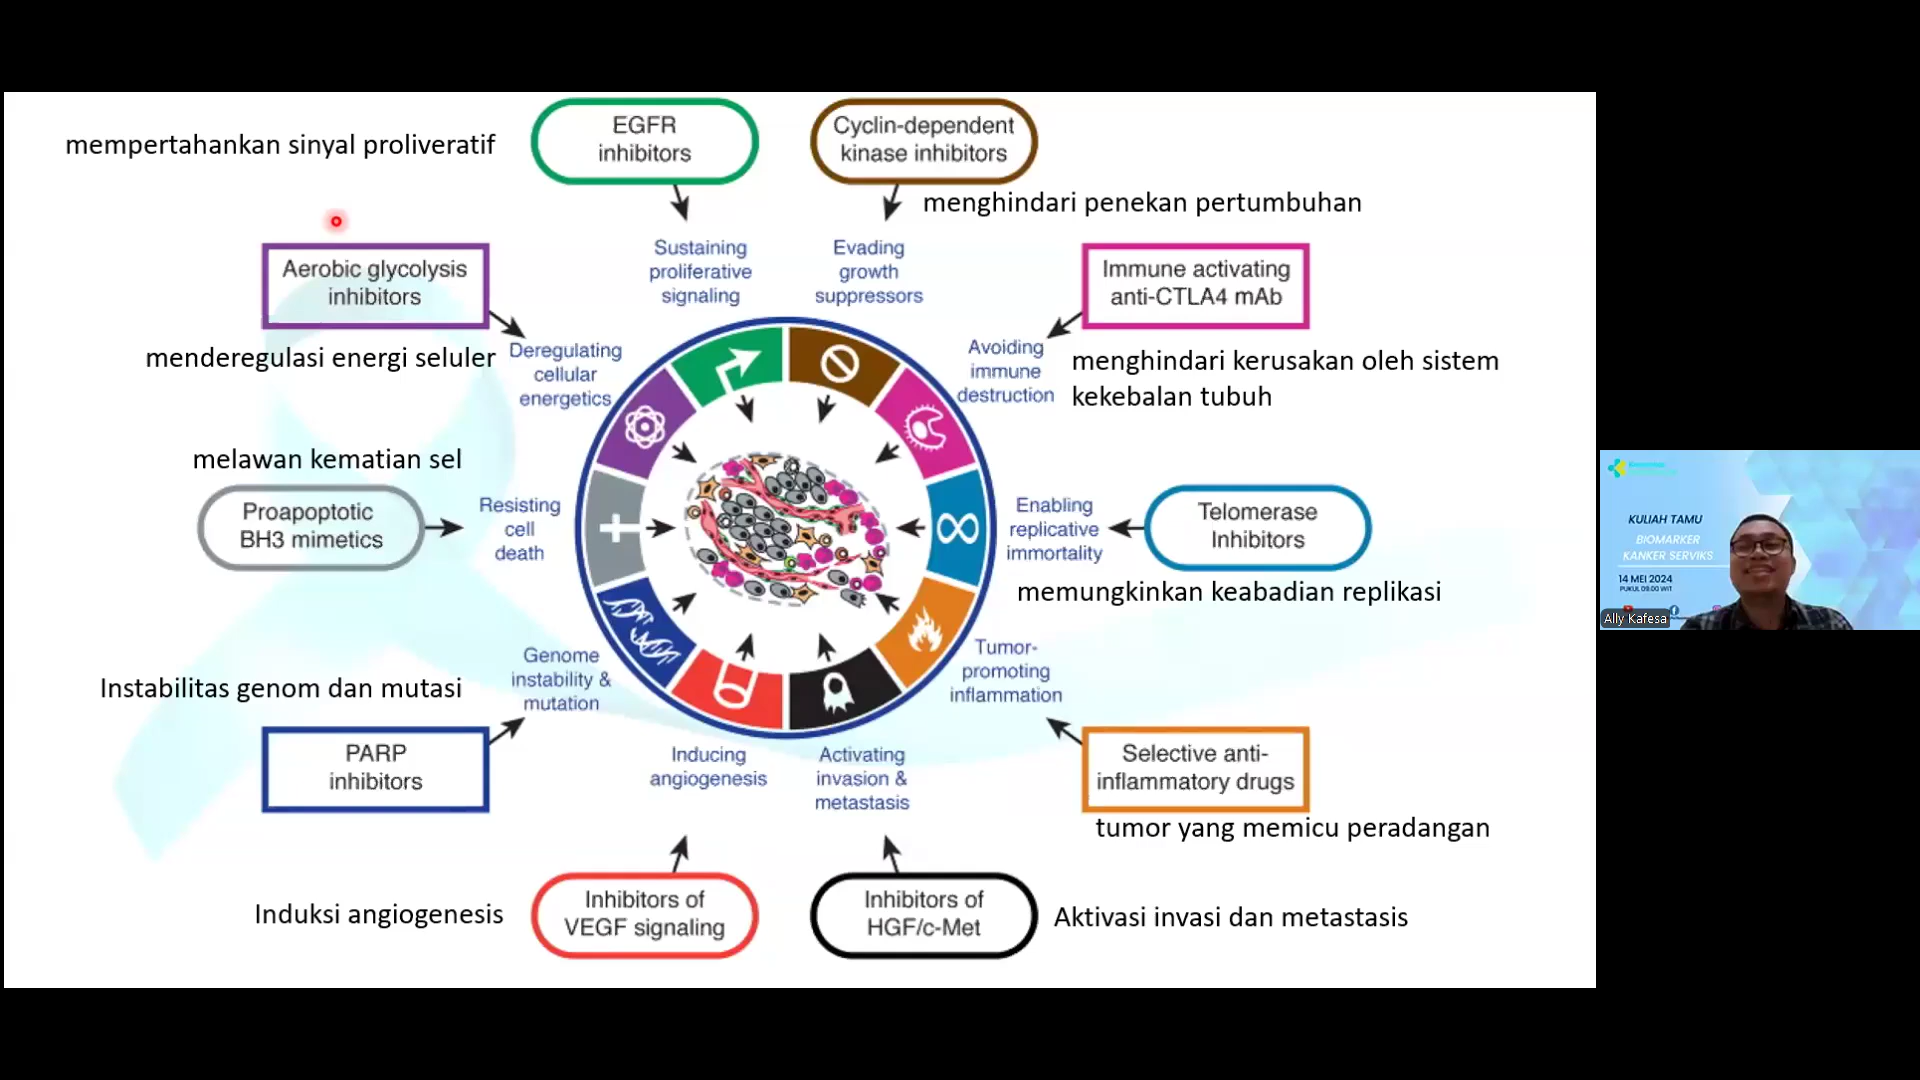 mempertahankan sinyal proliveratif
EGFR
inhibitors
Cyclin-dependent
kinase inhibitors
menghindari penekan pertumbuhan
Sustaining
proliferative
signaling
Evading
growth
suppressors
Aerobic glycolysis
inhibitors
Immune activating
anti-CTLA4 mAb
menderegulasi energi seluler
Deregulating
cellular
energetics
Avoiding
immune
destruction
menghindari kerusakan oleh sistem
kekebalan tubuh
melawan kematian sel
Proapoptotic
BH3 mimetics
Resisting
cell
death
Enabling
replicative
immortality
Telomerase
Inhibitors
memungkinkan keabadian replikasi
Instabilitas genom dan mutasi
Genome
instability &
mutation
Tumor-
promoting
inflammation
PARP
inhibitors
Inducing
angiogenesis
Activating
invasion &
metastasis
Selective anti-
inflammatory drugs
tumor yang memicu peradangan
Induksi angiogenesis
Inhibitors of
VEGF signaling
Inhibitors of
HGF/c-Met
Aktivasi invasi dan metastasis
KULIAH TAMU
BIOMARKER
KANKER SERVIKS
14 MEI 2024
PUKUL 09.00 WIT
Ally Kafesa